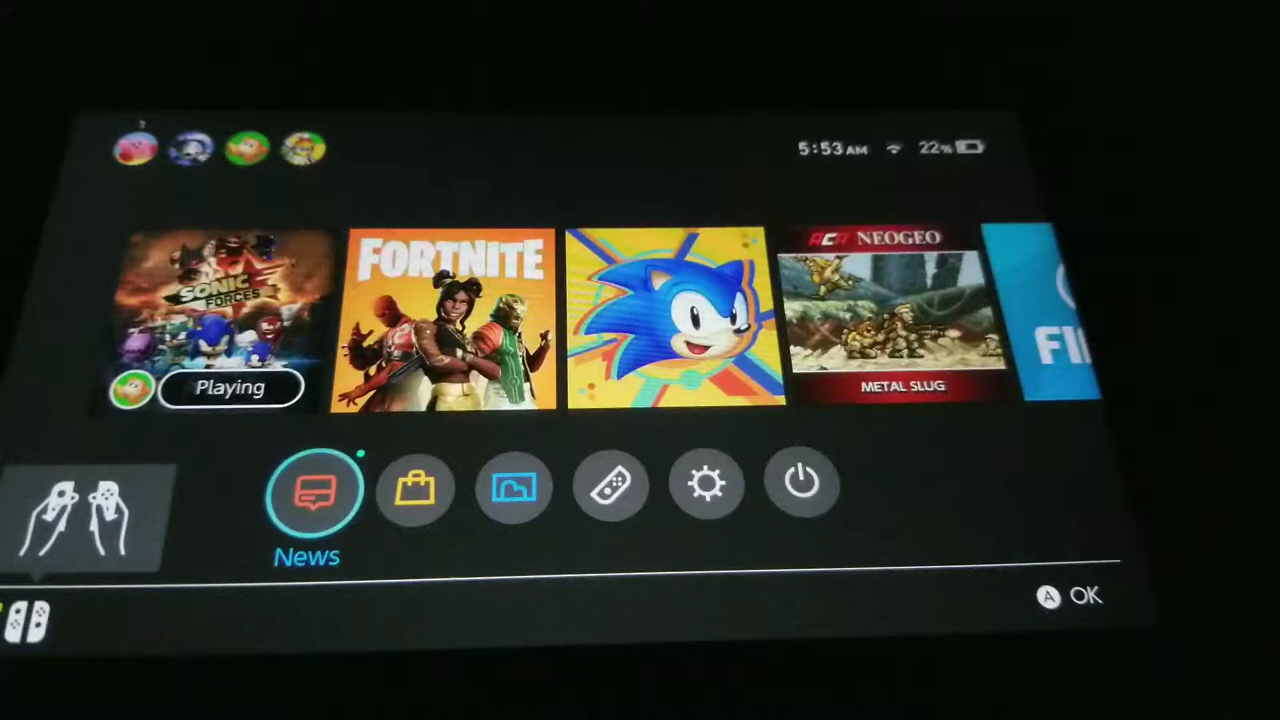 5:53 AM 22%
SONIC
FORCES
Playing
FORTNITE
ACA NEOGEO
METAL SLUG
FI
News
A OK